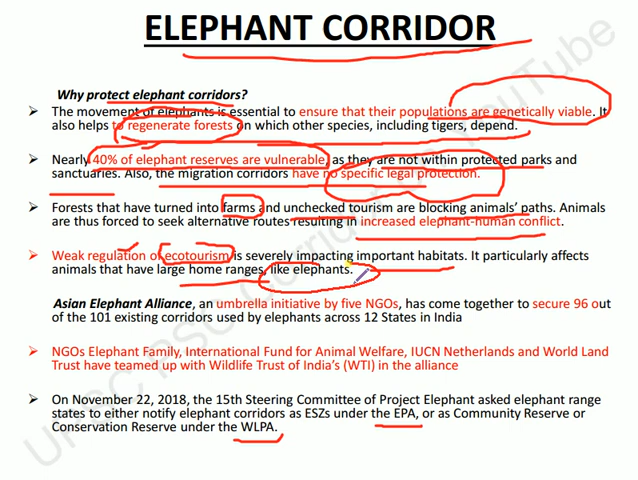 ELEPHANT CORRIDOR
Why protect elephant corridors?
➤ The movement of elephants is essential to ensure that their populations are genetically viable. It
also helps to regenerate forests on which other species, including tigers, depend.
➤ Nearly 40% of elephant reserves are vulnerable, as they are not within protected parks and
sanctuaries. Also, the migration corridors have no specific legal protection.
➤ Forests that have turned into farms and unchecked tourism are blocking animals' paths. Animals
are thus forced to seek alternative routes resulting in increased elephant-human conflict.
➤ Weak regulation of ecotourism is severely impacting important habitats. It particularly affects
animals that have large home ranges, like elephants.
Asian Elephant Alliance, an umbrella initiative by five NGOs, has come together to secure 96 out
of the 101 existing corridors used by elephants across 12 States in India
➤ NGOs Elephant Family, International Fund for Animal Welfare, IUCN Netherlands and World Land
Trust have teamed up with Wildlife Trust of India's (WTI) in the alliance
➤ On November 22, 2018, the 15th Steering Committee of Project Elephant asked elephant range
states to either notify elephant corridors as ESZs under the EPA, or as Community Reserve or
Conservation Reserve under the WLPA.